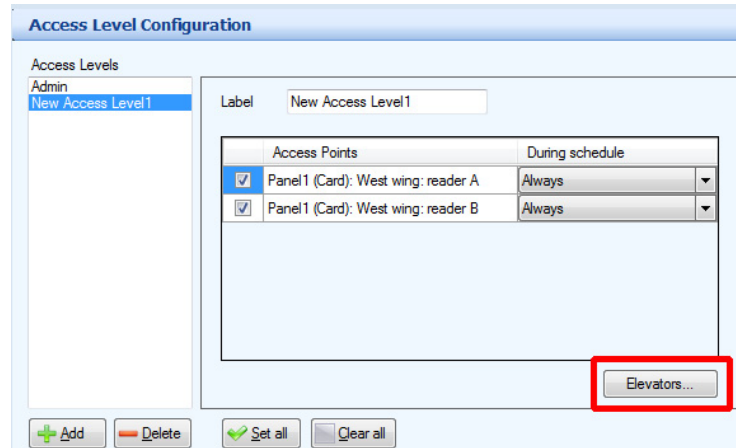 Access Level Configuration
Access Levels
Admin
New Access Level1
Label New Access Level1
Access Points During schedule
Panel1 (Card): West wing: reader A Always
Panel1 (Card): West wing: reader B Always
Elevators...
Add Delete Set all Clear all